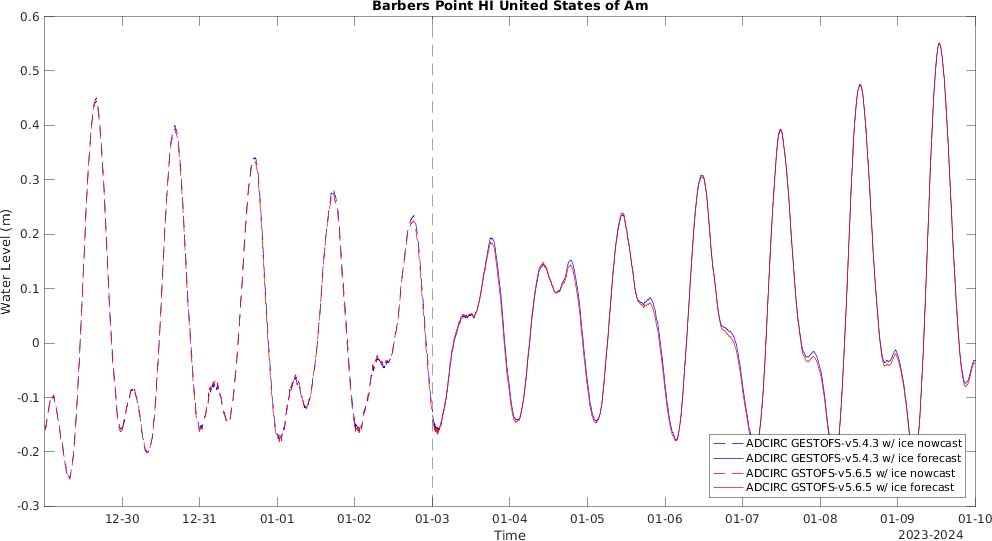 Barbers Point HI United States of Am
0.6
0.5
0.4
0.3
0.2
0.1
0
-0.1
-0.2
-0.3
Water Level (m)
ADCIRC GESTOFS-v5.4.3 w/ ice nowcast
ADCIRC GESTOFS-v5.4.3 w/ ice forecast
ADCIRC GSTOFS-v5.6.5 w/ ice nowcast
ADCIRC GSTOFS-v5.6.5 w/ ice forecast
12-30 12-31 01-01 01-02 01-03 01-04 01-05 01-06 01-07 01-08 01-09 01-10
Time
2023-2024